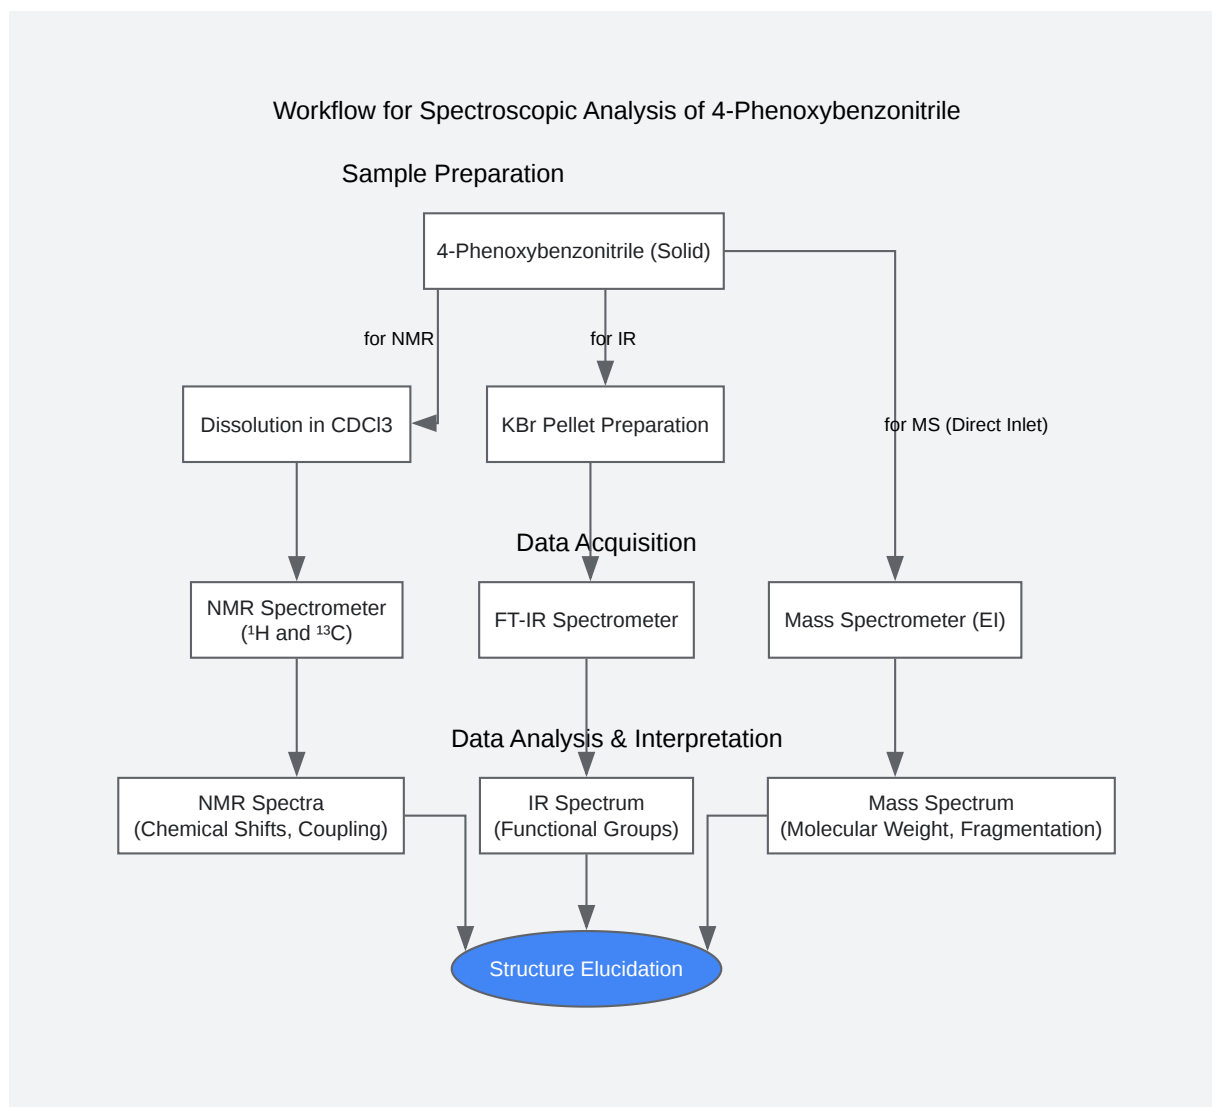 Workflow for Spectroscopic Analysis of 4-Phenoxybenzonitrile
Sample Preparation
4-Phenoxybenzonitrile (Solid)
for NMR
for IR
Dissolution in CDCl3
KBr Pellet Preparation
for MS (Direct Inlet)
Data Acquisition
NMR Spectrometer
(¹H and ¹³C)
FT-IR Spectrometer
Mass Spectrometer (EI)
Data Analysis & Interpretation
NMR Spectra
(Chemical Shifts, Coupling)
IR Spectrum
(Functional Groups)
Mass Spectrum
(Molecular Weight, Fragmentation)
Structure Elucidation